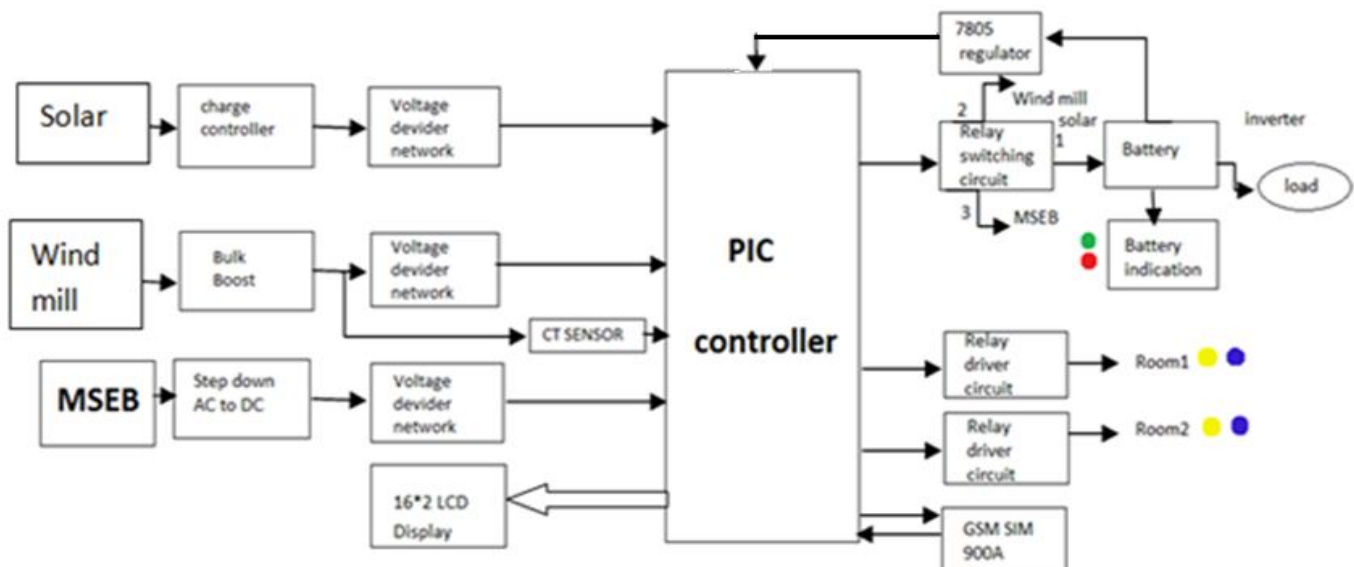 7805
regulator
Solar
charge
controller
Voltage
devider
network
2
Wind mill
solar
1
Relay
switching
circuit
3
MSEB
Battery
inverter
load
Battery
indication
Wind
mill
Bulk
Boost
Voltage
devider
network
CT SENSOR
PIC
controller
MSEB
Step down
AC to DC
Voltage
devider
network
Relay
driver
circuit
Room1
Relay
driver
circuit
Room2
16*2 LCD
Display
GSM SIM
900A